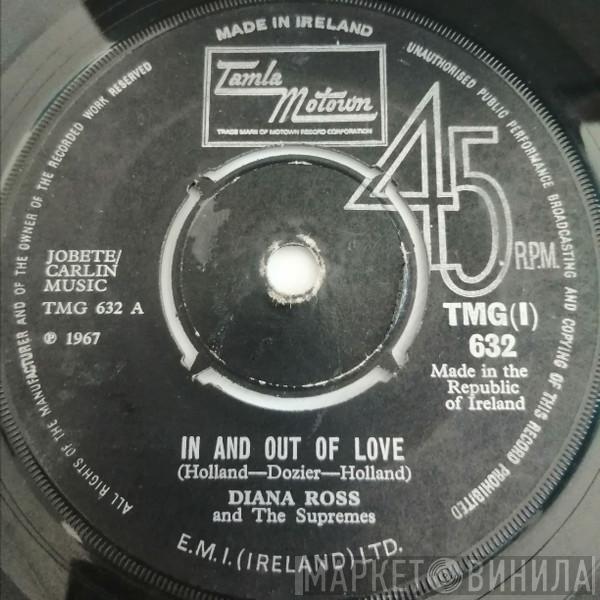 MADE IN IRELAND
UNAUTHORISED PUBLIC PERFORMANCE BROADCASTING AND COPYING OF THIS RECORD PROHIBITED
ALL RIGHTS OF THE MANUFACTURER AND OF THE OWNER OF THE RECORDED WORK RESERVED
Tamla
Motown
TRADE MARK OF MOTOWN RECORD CORPORATION
45
R.P.M.
JOBETE/
CARLIN
MUSIC
TMG 632 A
℗ 1967
TMG(I)
632
Made in the
Republic
of Ireland
IN AND OUT OF LOVE
(Holland—Dozier—Holland)
DIANA ROSS
and The Supremes
E.M.I.(IRELAND)LTD.
МАРКЕТ ВИНИЛА